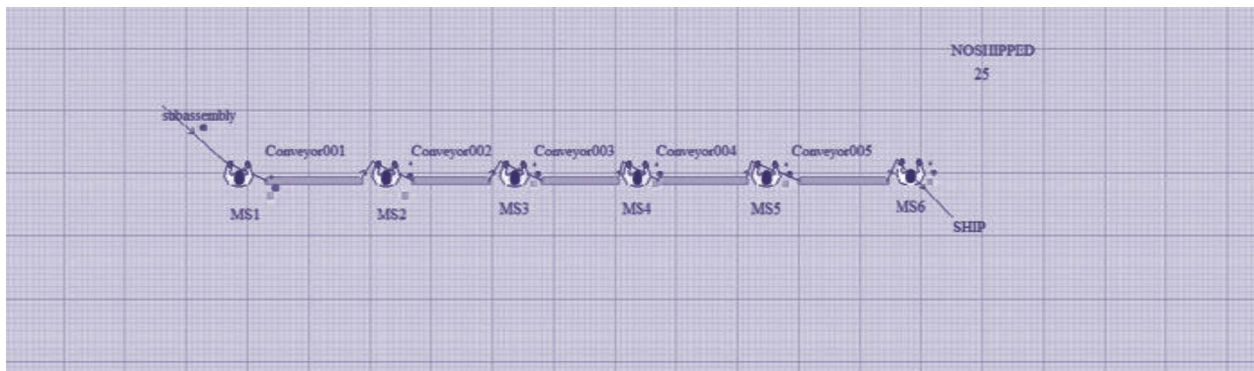 NOSHIPPED
25
subassembly
Conveyor001
Conveyor002
Conveyor003
Conveyor004
Conveyor005
MS1
MS2
MS3
MS4
MS5
MS6
SHIP